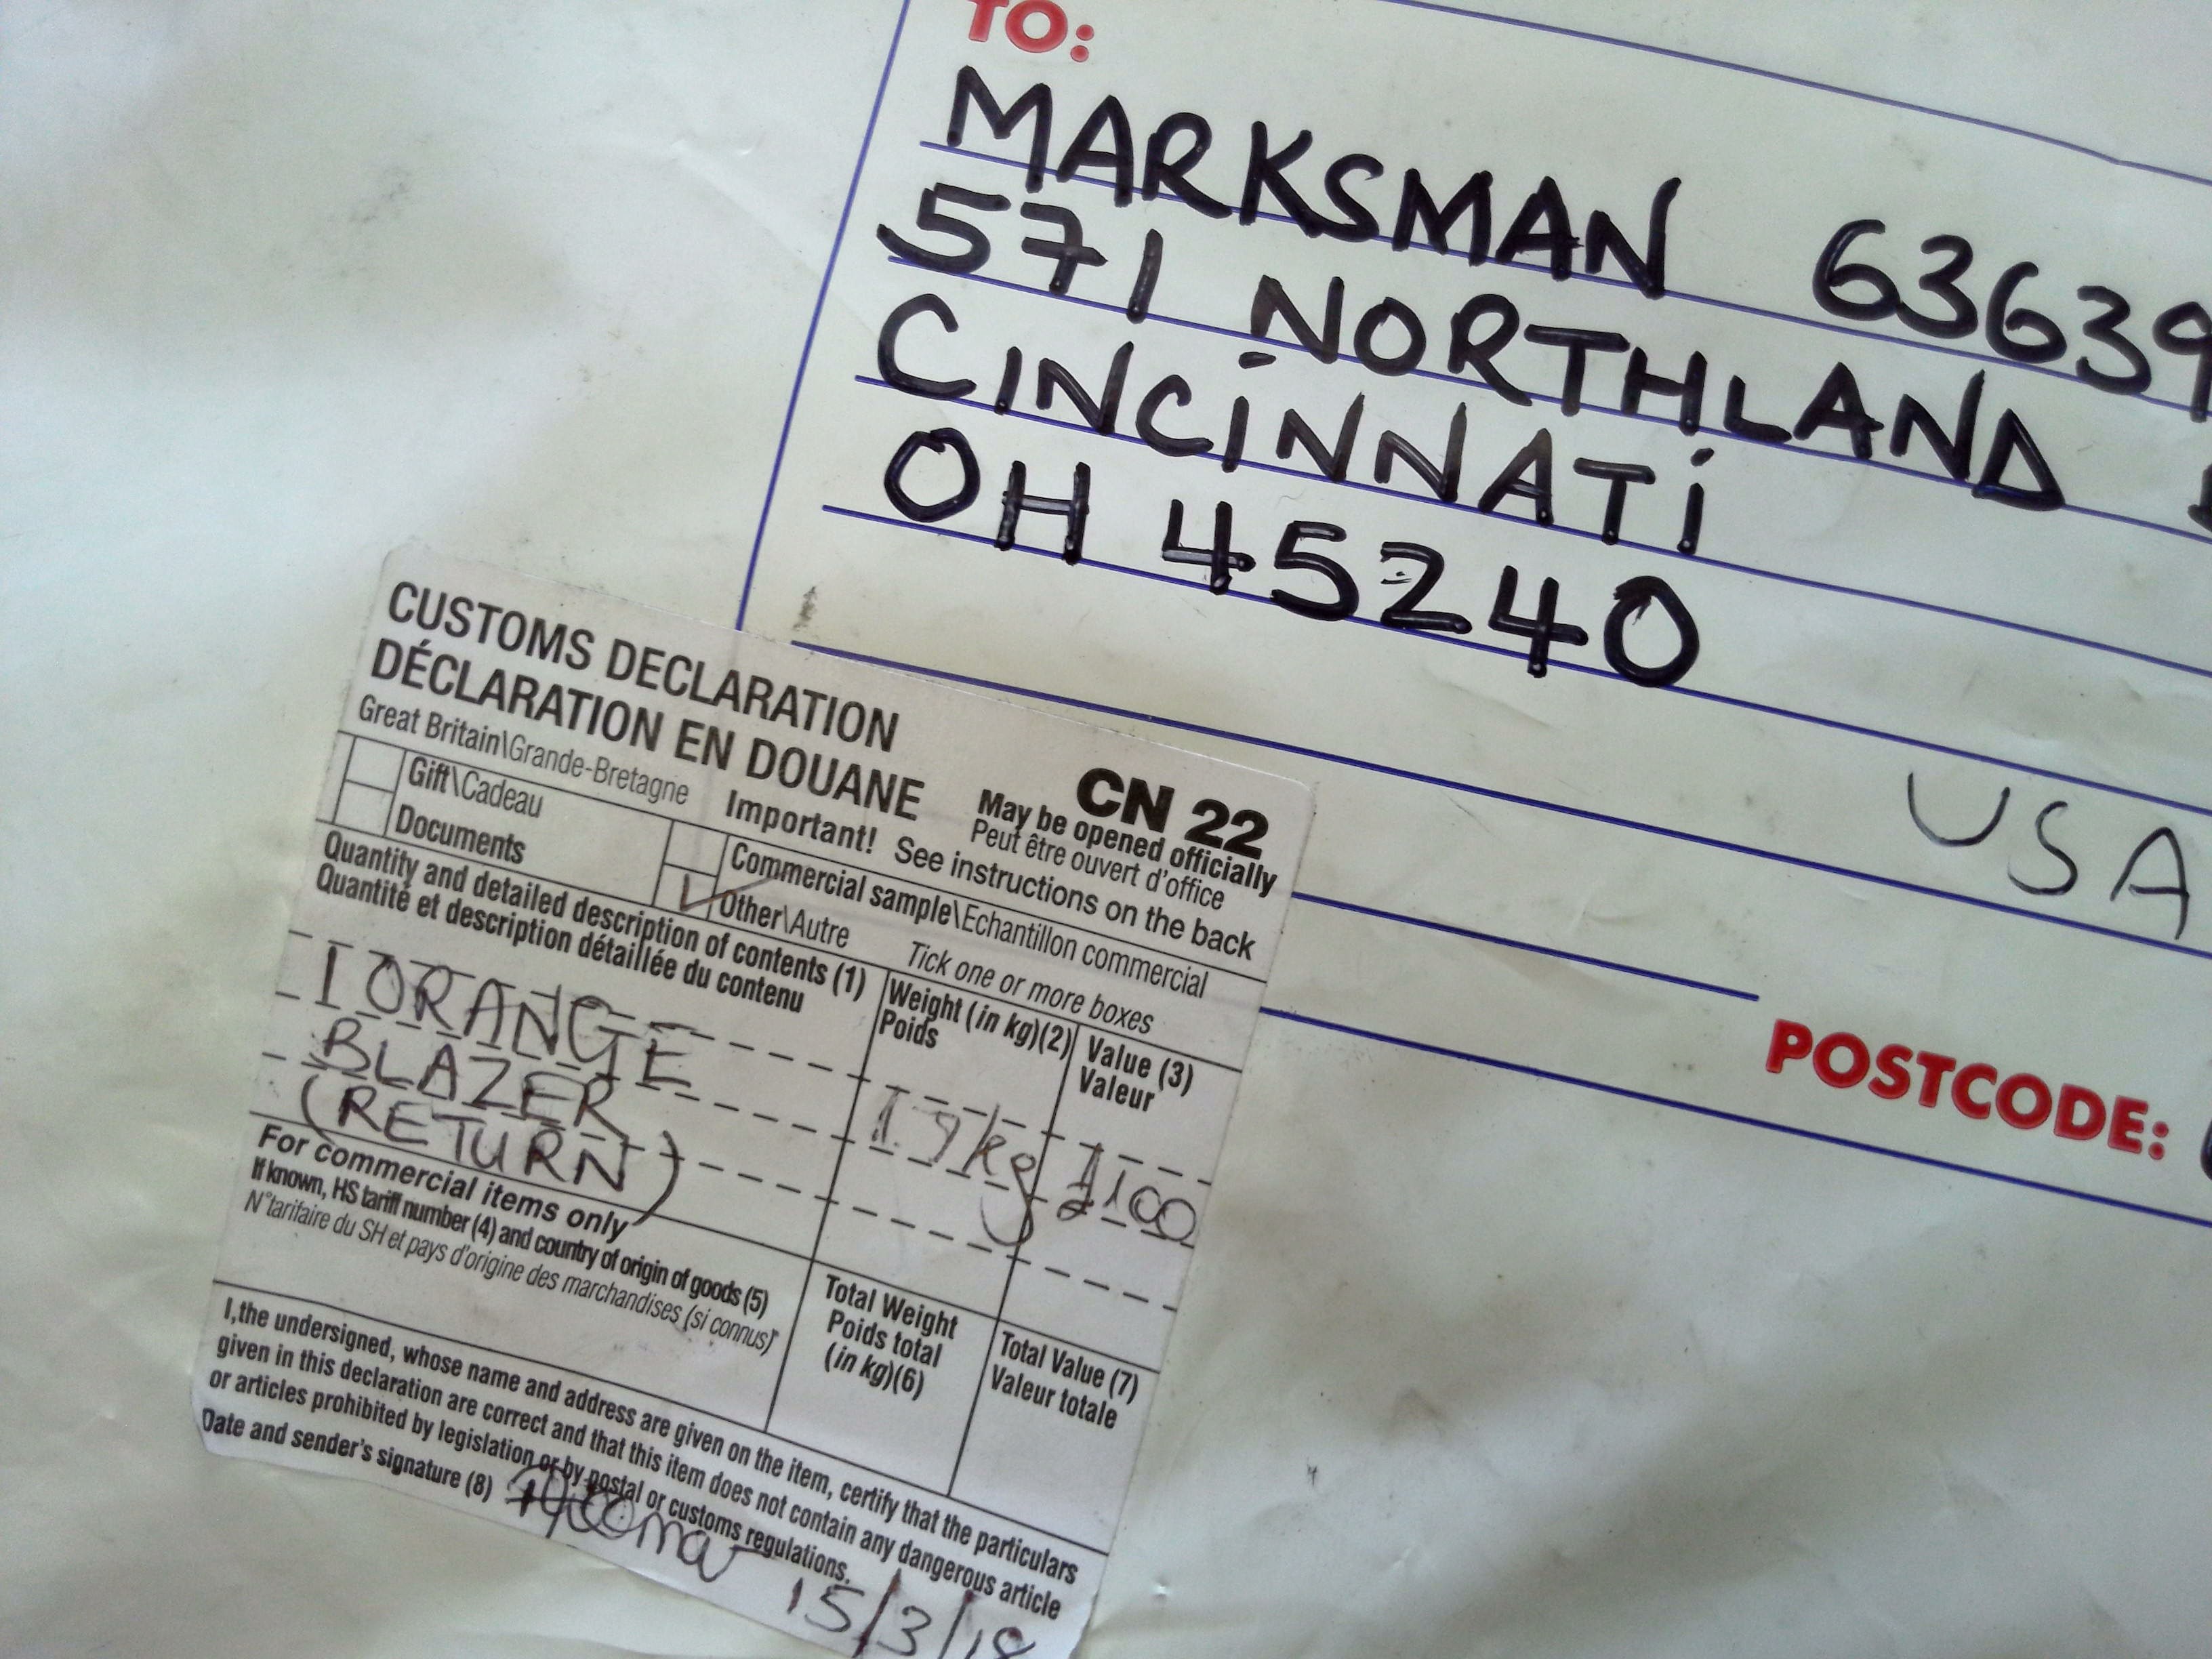 TO:
MARKSMAN 63639
571 NORTHLAND
CINCINNATI
OH 45240
USA
POSTCODE:
CUSTOMS DECLARATION
DÉCLARATION EN DOUANE
CN 22
Great Britain\Grande-Bretagne
May be opened officially
Peut être ouvert d'office
Important! See instructions on the back
Gift\Cadeau
Documents
Commercial sample\Echantillon commercial
Other\Autre
Tick one or more boxes
Quantity and detailed description of contents (1)
Quantité et description détaillée du contenu
Weight (in kg)(2)
Poids
Value (3)
Valeur
1 ORANGE
BLAZER
(RETURN)
£100
For commercial items only
If known, HS tariff number (4) and country of origin of goods (5)
N°tarifaire du SH et pays d'origine des marchandises (si connus)
Total Weight
Poids total
(in kg)(6)
Total Value (7)
Valeur totale
I,the undersigned, whose name and address are given on the item, certify that the particulars
given in this declaration are correct and that this item does not contain any dangerous article
or articles prohibited by legislation or by postal or customs regulations.
Date and sender's signature (8)
15/3/18